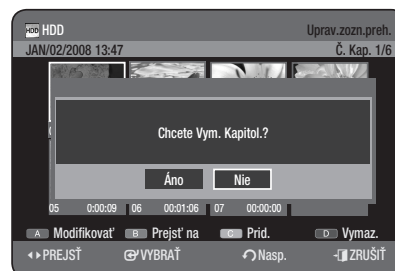 HDD HDD Uprav.zozn.preh.
JAN/02/2008 13:47 Č. Kap. 1/6
Chcete Vym. Kapitol.?
Áno Nie
05 0:00:09 06 00:01:06 07 00:00:00
A Modifikovať B Prejsť na C Prid. D Vymaz.
PREJSŤ VYBRAŤ Nasp. ZRUŠIŤ